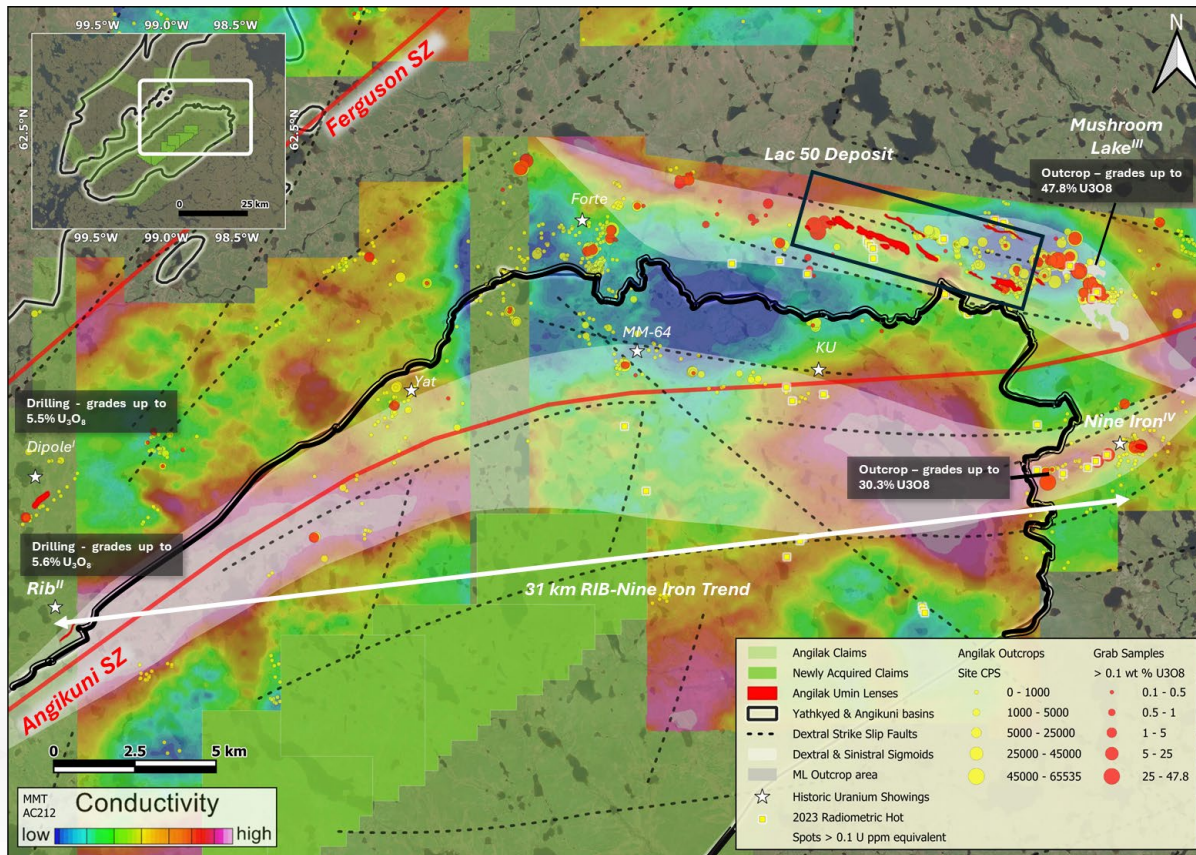 99.5°W 99.0°W 98.5°W
62.5°N
62.5°N
0 25 km
99.5°W 99.0°W 98.5°W
Ferguson SZ
N
Mushroom
Lake^III
Outcrop – grades up to
47.8% U3O8
Lac 50 Deposit
Forte
MM-64
KU
Yat
Drilling - grades up to
5.5% U₃O₈
Dipole^I
Nine Iron^IV
Outcrop – grades up to
30.3% U3O8
Drilling - grades up to
5.6% U₃O₈
Rib^II
31 km RIB-Nine Iron Trend
Angikuni SZ
0 2.5 5 km
MMT
AC212
Conductivity
low high
Angilak Claims
Newly Acquired Claims
Angilak Umin Lenses
Yathkyed & Angikuni basins
Dextral Strike Slip Faults
Dextral & Sinistral Sigmoids
ML Outcrop area
Historic Uranium Showings
2023 Radiometric Hot
Spots > 0.1 U ppm equivalent
Angilak Outcrops
Site CPS
0 - 1000
1000 - 5000
5000 - 25000
25000 - 45000
45000 - 65535
Grab Samples
> 0.1 wt % U3O8
0.1 - 0.5
0.5 - 1
1 - 5
5 - 25
25 - 47.8